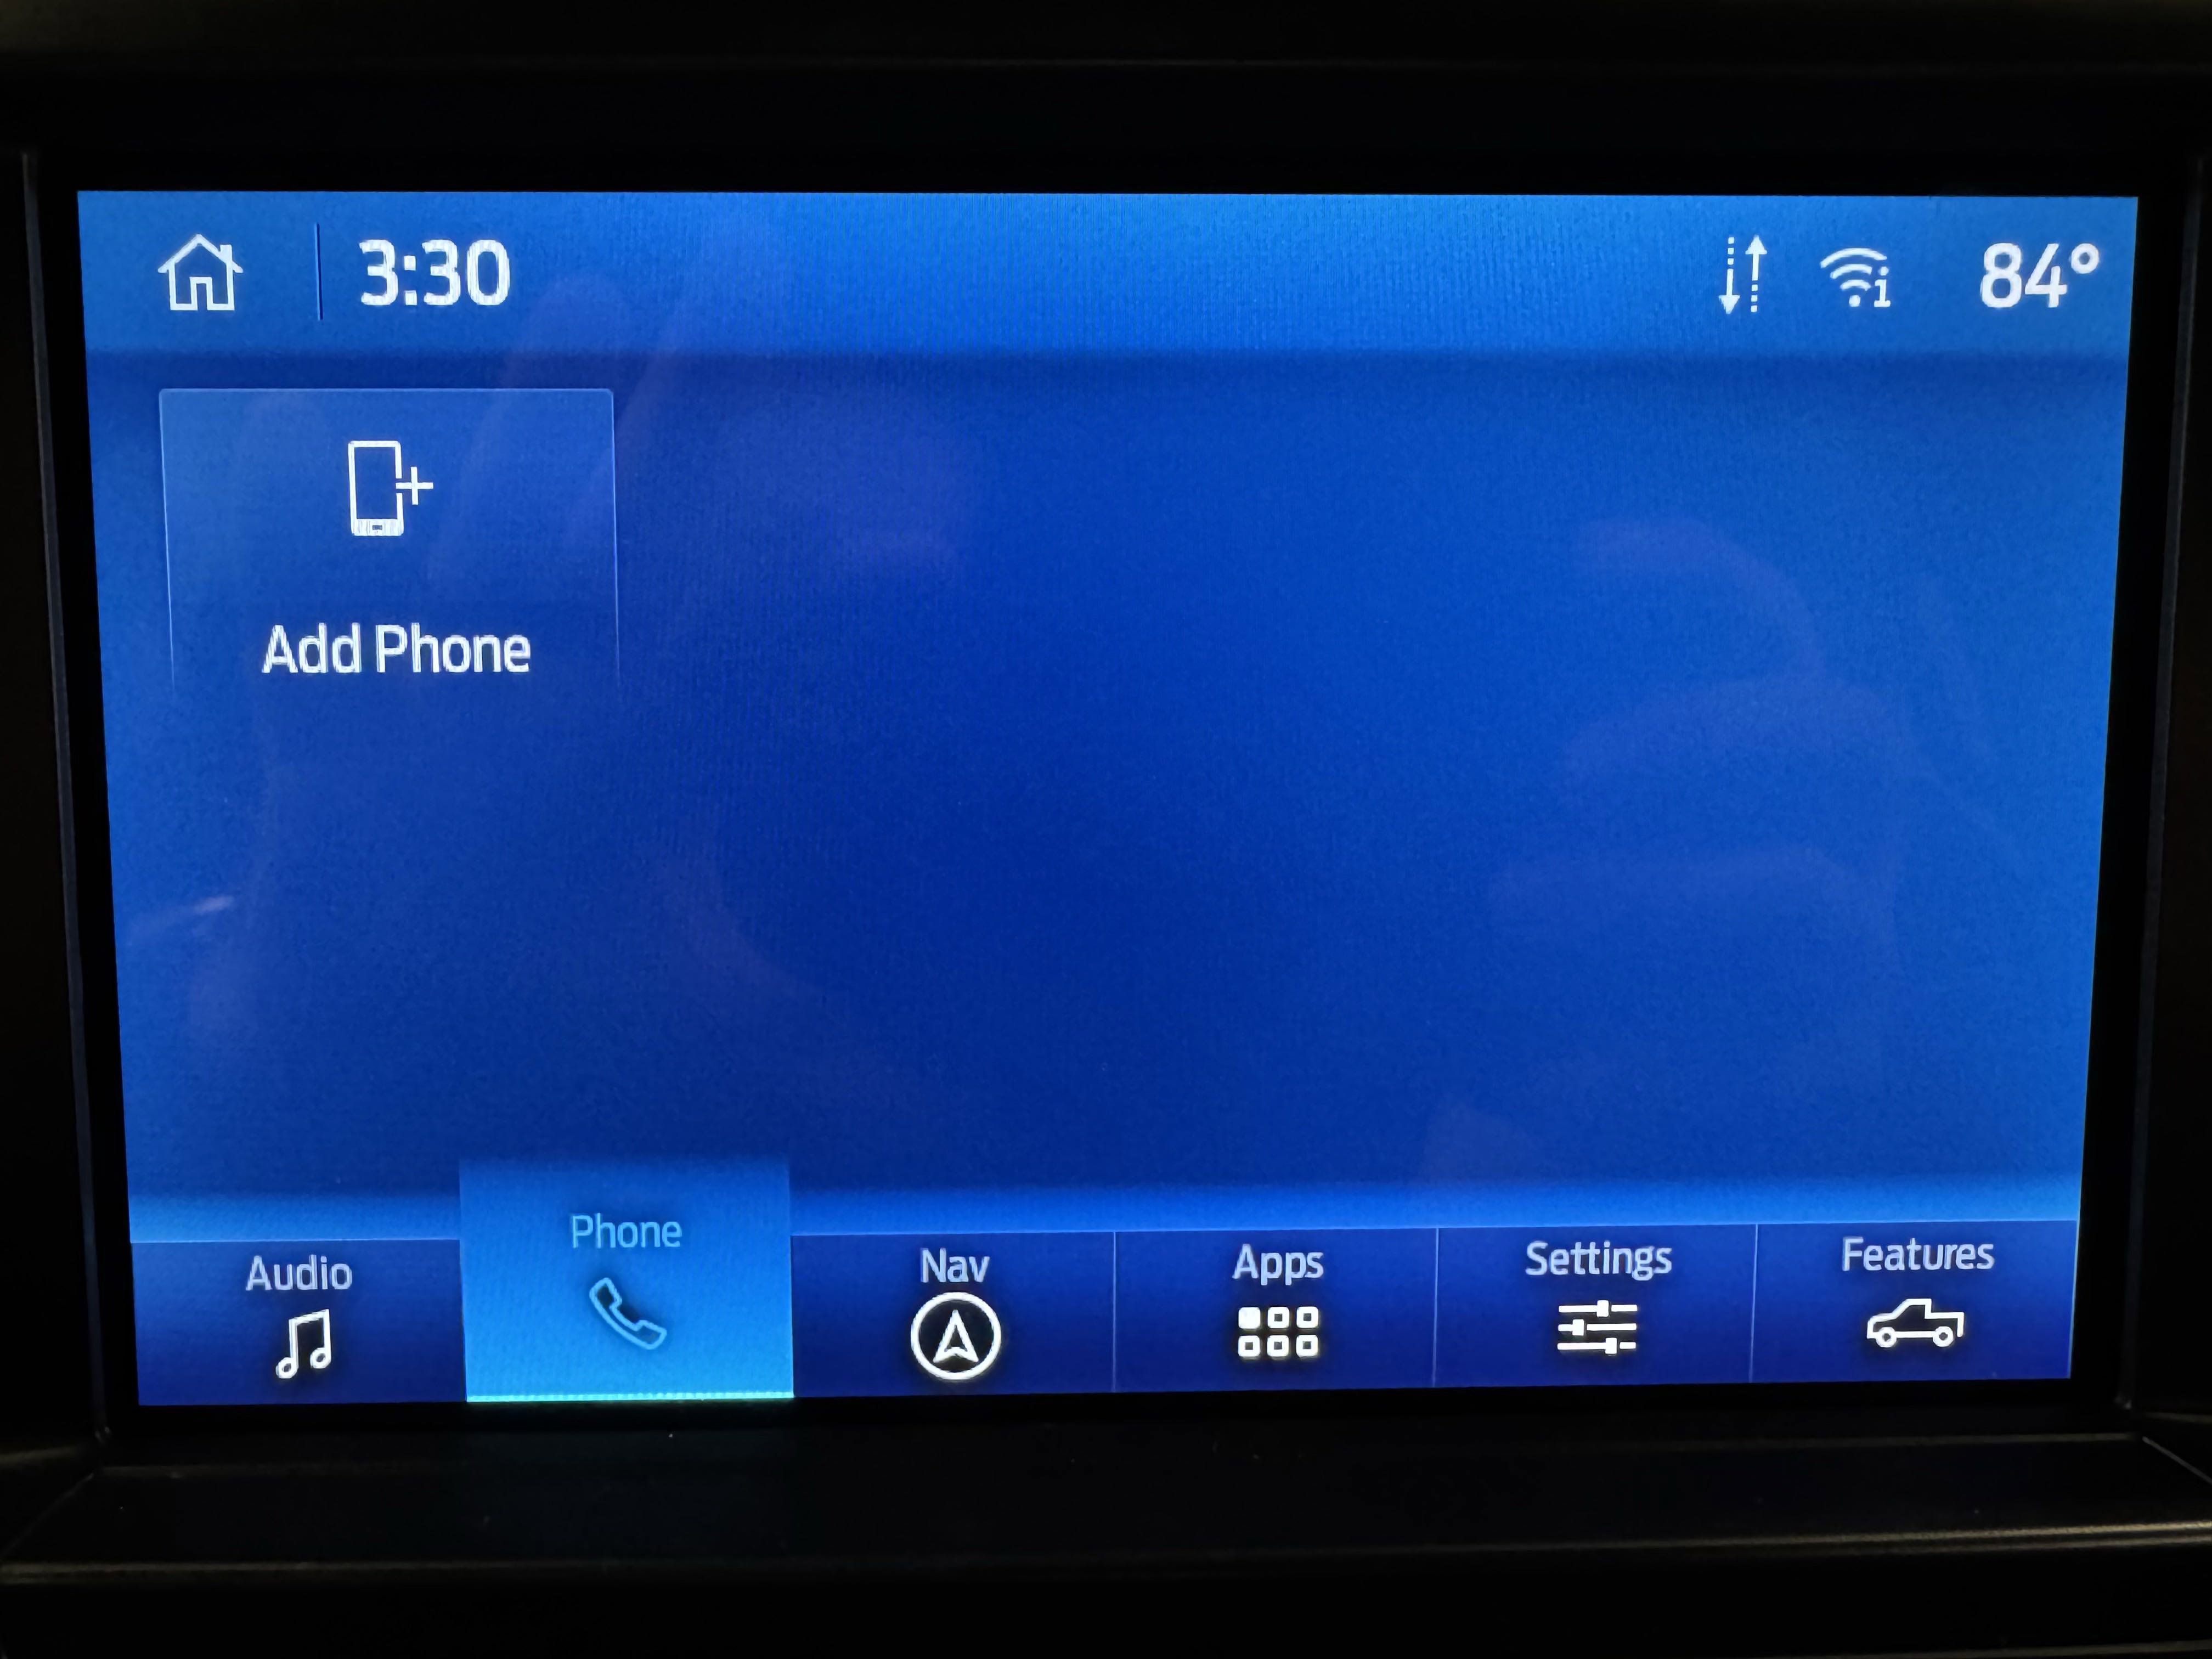 3:30
84°
Add Phone
Audio
Phone
Nav
Apps
Settings
Features